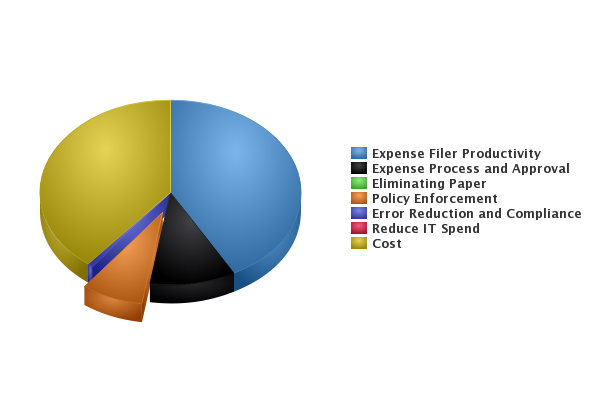 Expense Filer Productivity
Expense Process and Approval
Eliminating Paper
Policy Enforcement
Error Reduction and Compliance
Reduce IT Spend
Cost